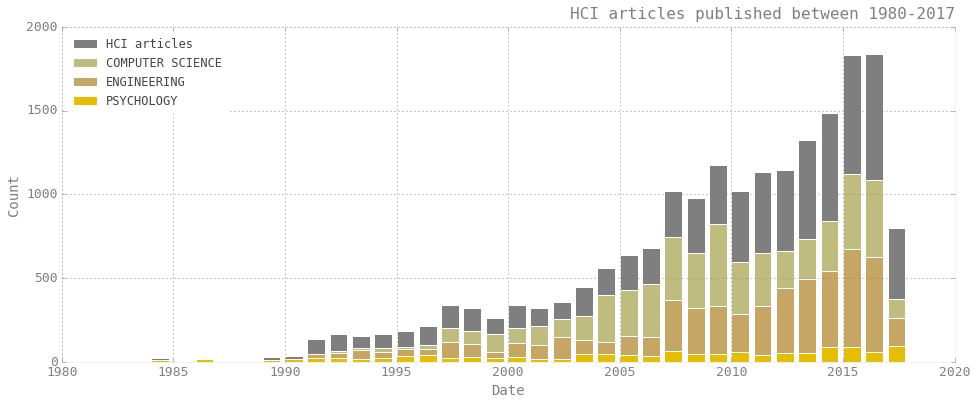 HCI articles published between 1980-2017
2000
1500
1000
500
0
Count
HCI articles
COMPUTER SCIENCE
ENGINEERING
PSYCHOLOGY
1980 1985 1990 1995 2000 2005 2010 2015 2020
Date